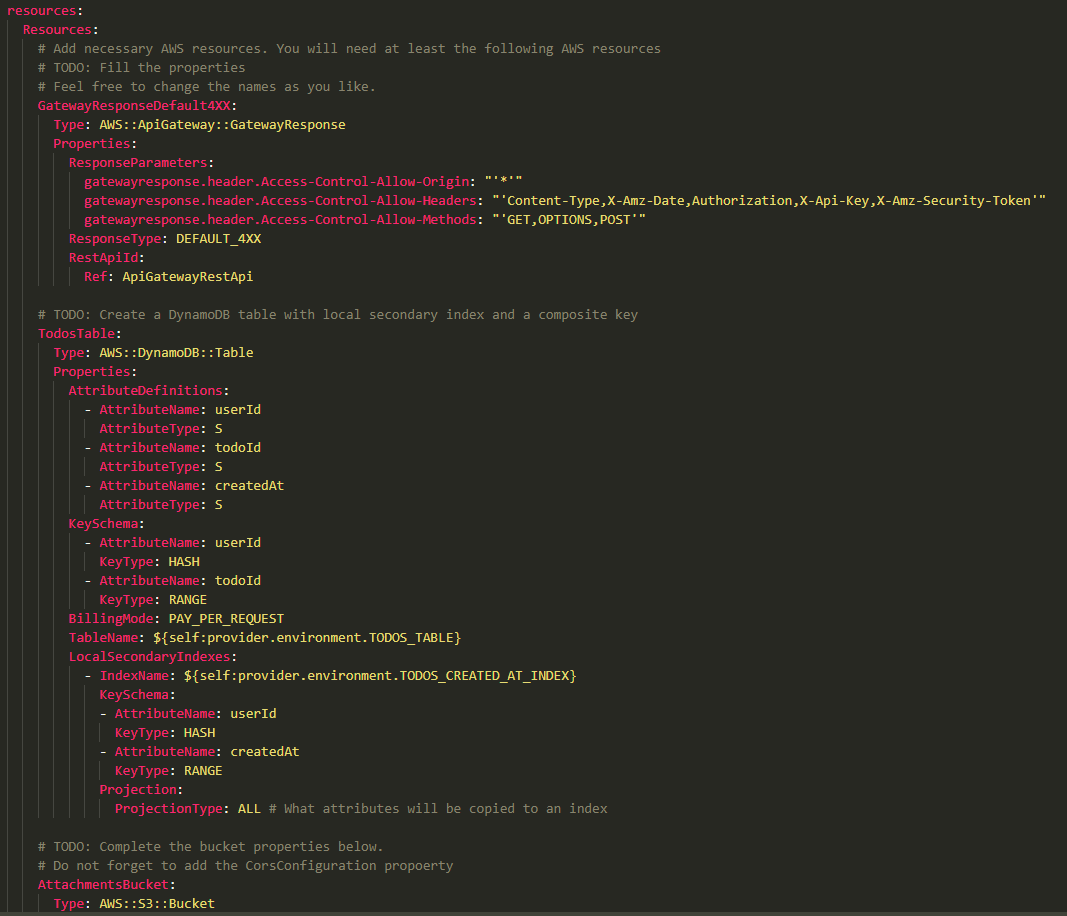 resources:
  Resources:
    # Add necessary AWS resources. You will need at least the following AWS resources
    # TODO: Fill the properties
    # Feel free to change the names as you like.
    GatewayResponseDefault4XX:
      Type: AWS::ApiGateway::GatewayResponse
      Properties:
        ResponseParameters:
          gatewayresponse.header.Access-Control-Allow-Origin: "'*'"
          gatewayresponse.header.Access-Control-Allow-Headers: "'Content-Type,X-Amz-Date,Authorization,X-Api-Key,X-Amz-Security-Token'"
          gatewayresponse.header.Access-Control-Allow-Methods: "'GET,OPTIONS,POST'"
        ResponseType: DEFAULT_4XX
        RestApiId:
          Ref: ApiGatewayRestApi

    # TODO: Create a DynamoDB table with local secondary index and a composite key
    TodosTable:
      Type: AWS::DynamoDB::Table
      Properties:
        AttributeDefinitions:
          - AttributeName: userId
            AttributeType: S
          - AttributeName: todoId
            AttributeType: S
          - AttributeName: createdAt
            AttributeType: S
        KeySchema:
          - AttributeName: userId
            KeyType: HASH
          - AttributeName: todoId
            KeyType: RANGE
        BillingMode: PAY_PER_REQUEST
        TableName: ${self:provider.environment.TODOS_TABLE}
        LocalSecondaryIndexes:
          - IndexName: ${self:provider.environment.TODOS_CREATED_AT_INDEX}
            KeySchema:
            - AttributeName: userId
              KeyType: HASH
            - AttributeName: createdAt
              KeyType: RANGE
            Projection:
              ProjectionType: ALL # What attributes will be copied to an index

    # TODO: Complete the bucket properties below.
    # Do not forget to add the CorsConfiguration propoerty
    AttachmentsBucket:
      Type: AWS::S3::Bucket